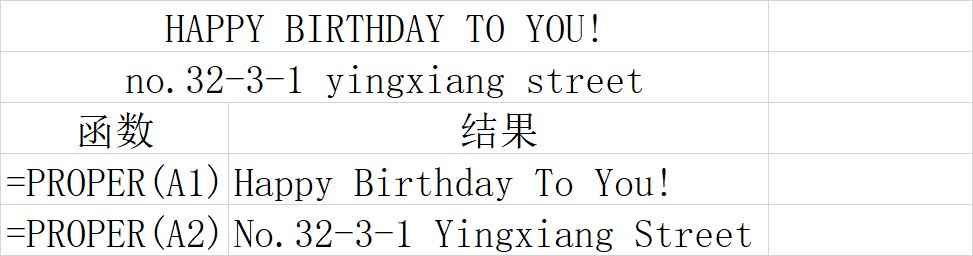 HAPPY BIRTHDAY TO YOU!
no.32-3-1 yingxiang street
函数 结果
=PROPER(A1) Happy Birthday To You!
=PROPER(A2) No.32-3-1 Yingxiang Street